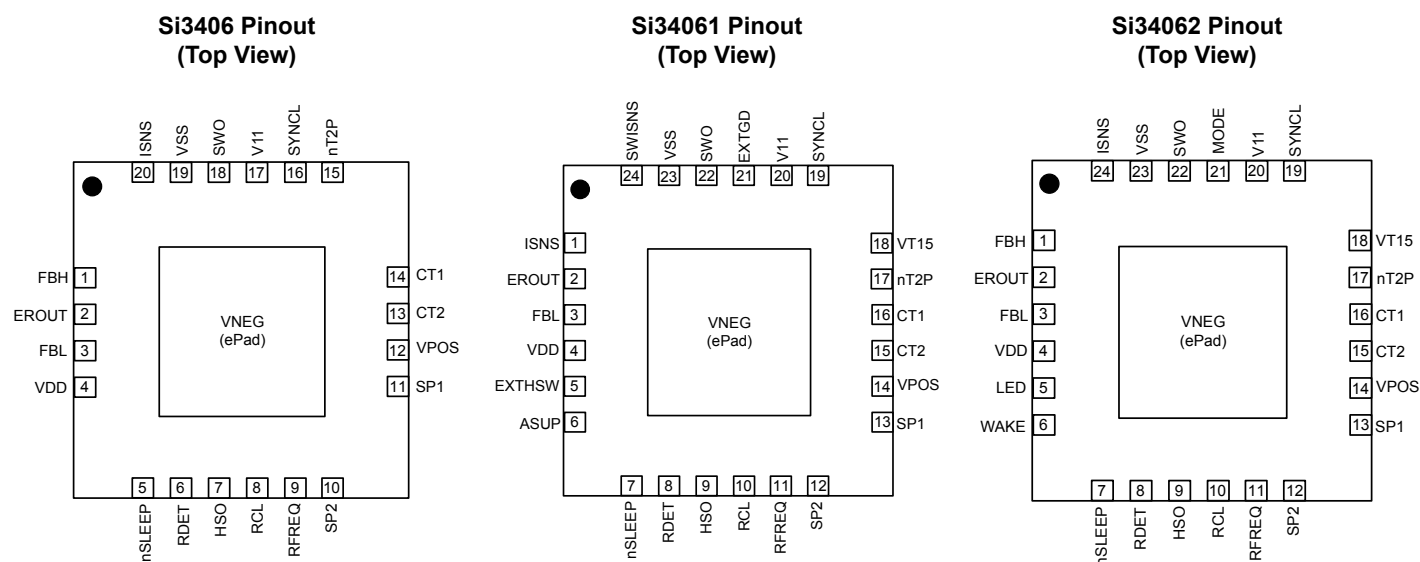 Si3406 Pinout
(Top View)
ISNS
VSS
SWO
V11
SYNCL
nT2P
20
19
18
17
16
15
FBH 1
EROUT 2
FBL 3
VDD 4
VNEG
(ePad)
14 CT1
13 CT2
12 VPOS
11 SP1
5
6
7
8
9
10
nSLEEP
RDET
HSO
RCL
RFREQ
SP2
Si34061 Pinout
(Top View)
SWISNS
VSS
SWO
EXTGD
V11
SYNCL
24
23
22
21
20
19
ISNS 1
EROUT 2
FBL 3
VDD 4
EXTHSW 5
ASUP 6
VNEG
(ePad)
18 VT15
17 nT2P
16 CT1
15 CT2
14 VPOS
13 SP1
7
8
9
10
11
12
nSLEEP
RDET
HSO
RCL
RFREQ
SP2
Si34062 Pinout
(Top View)
ISNS
VSS
SWO
MODE
V11
SYNCL
24
23
22
21
20
19
FBH 1
EROUT 2
FBL 3
VDD 4
LED 5
WAKE 6
VNEG
(ePad)
18 VT15
17 nT2P
16 CT1
15 CT2
14 VPOS
13 SP1
7
8
9
10
11
12
nSLEEP
RDET
HSO
RCL
RFREQ
SP2